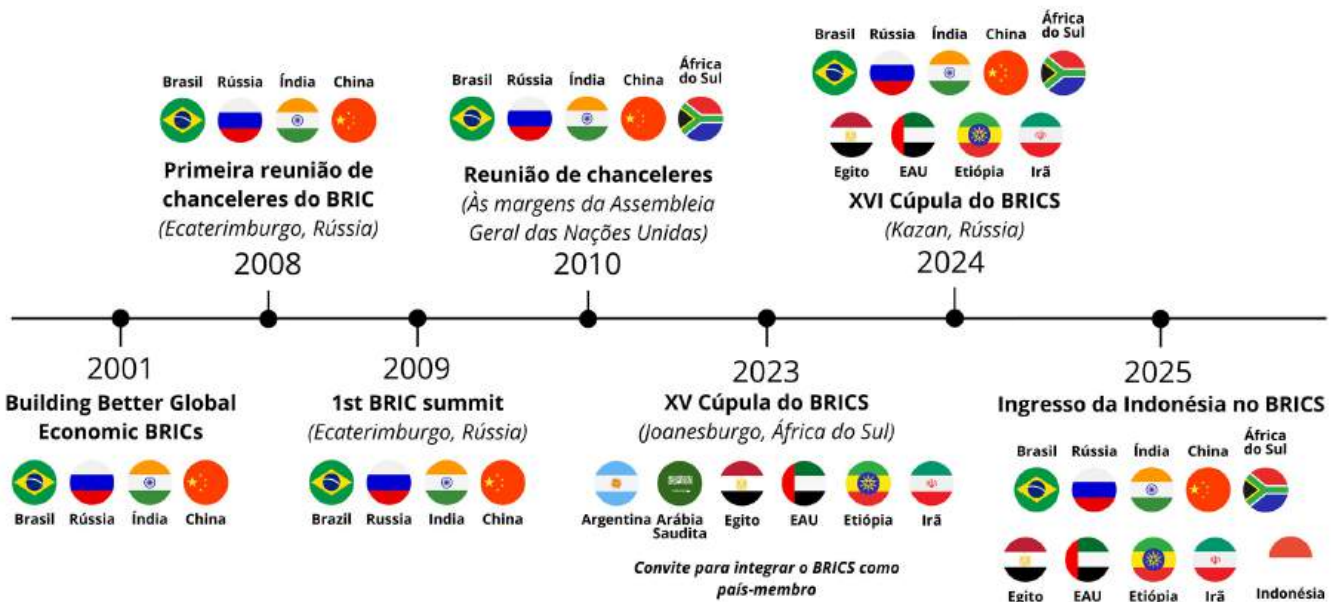 Brasil Rússia Índia China
Primeira reunião de
chanceleres do BRIC
(Ecaterimburgo, Rússia)
2008
Brasil Rússia Índia China África
do Sul
Reunião de chanceleres
(Às margens da Assembleia
Geral das Nações Unidas)
2010
Brasil Rússia Índia China África
do Sul
Egito EAU Etiópia Irã
XVI Cúpula do BRICS
(Kazan, Rússia)
2024
2001
Building Better Global
Economic BRICs
Brasil Rússia Índia China
2009
1st BRIC summit
(Ecaterimburgo, Rússia)
Brazil Russia India China
2023
XV Cúpula do BRICS
(Joanesburgo, África do Sul)
Argentina Arábia
Saudita Egito EAU Etiópia Irã
Convite para integrar o BRICS como
país-membro
2025
Ingresso da Indonésia no BRICS
Brasil Rússia Índia China África
do Sul
Egito EAU Etiópia Irã Indonésia